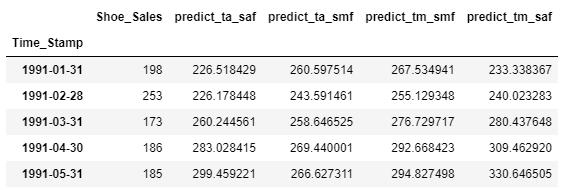 Shoe_Sales predict_ta_saf predict_ta_smf predict_tm_smf predict_tm_saf
Time_Stamp
1991-01-31 198 226.518429 260.597514 267.534941 233.338367
1991-02-28 253 226.178448 243.591461 255.129348 240.023283
1991-03-31 173 260.244561 258.646525 276.729717 280.437648
1991-04-30 186 283.028415 269.440001 292.668423 309.462920
1991-05-31 185 299.459221 266.627311 294.827498 330.646505